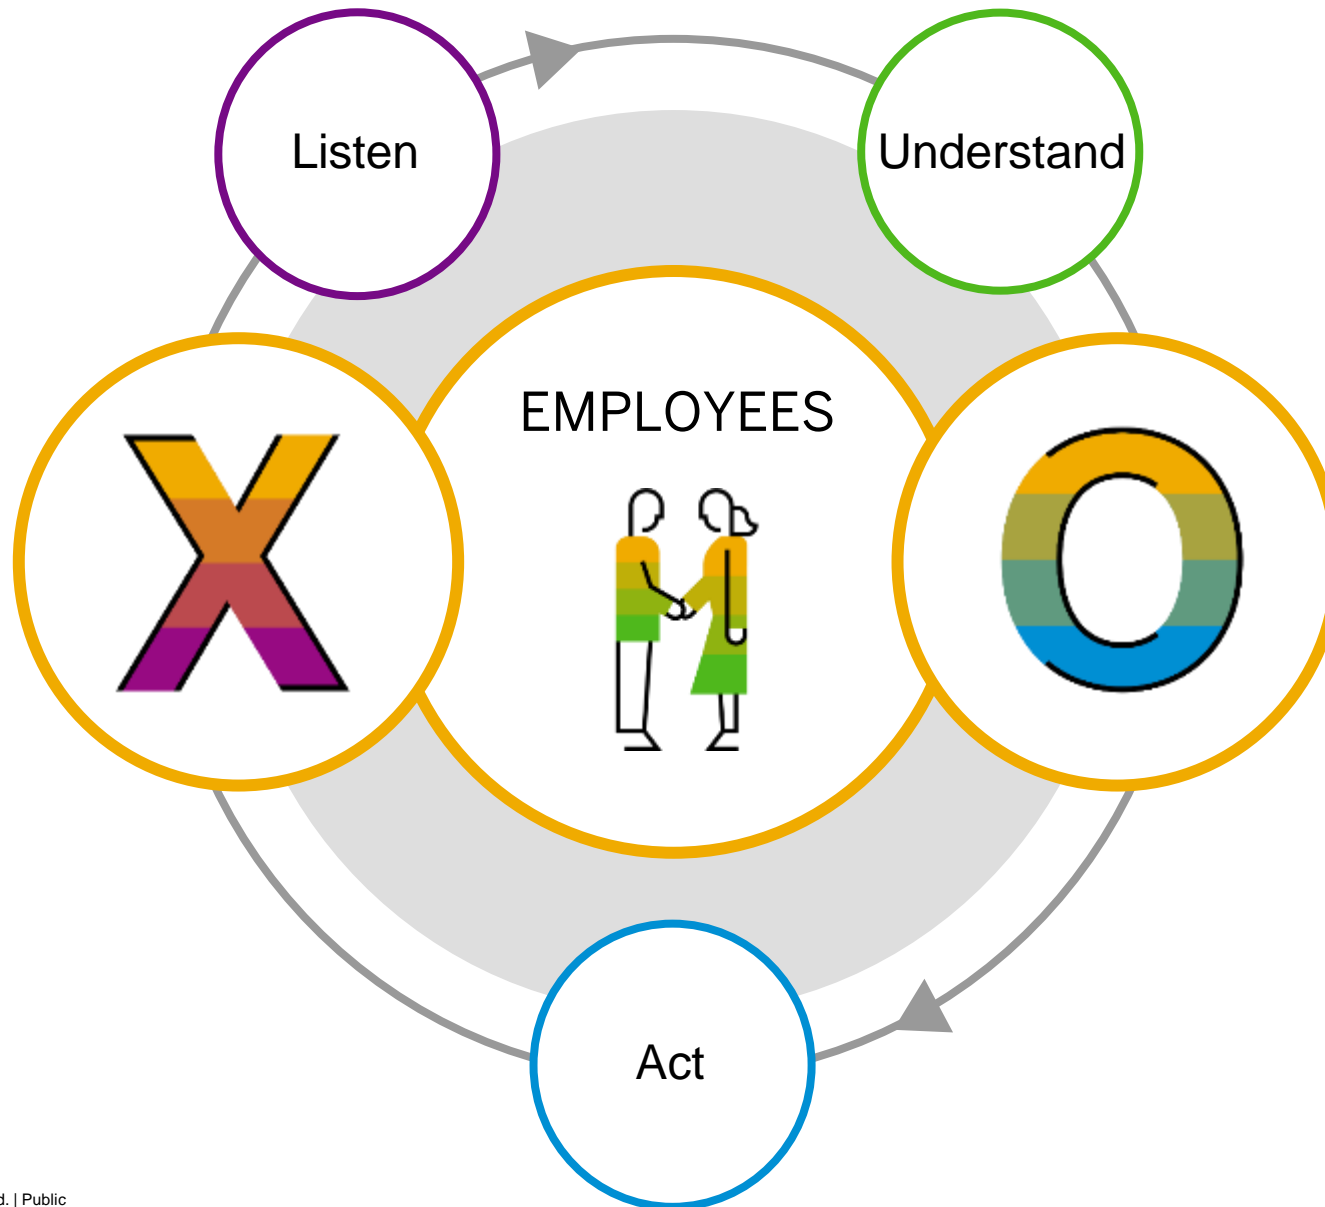 Listen
Understand
EMPLOYEES
X
O
Act
d. | Public